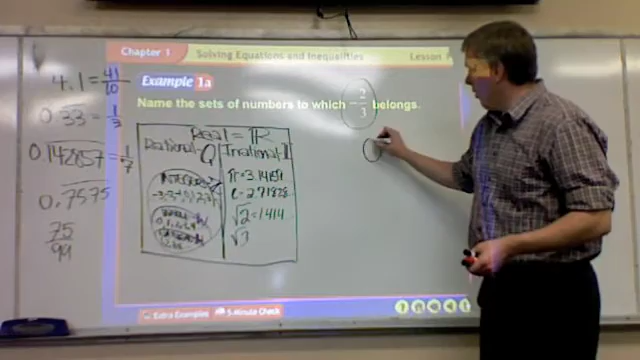 Chapter 1
Solving Equations and Inequalities
Lesson
Example 1a
Name the sets of numbers to which -2/3 belongs.
4.1 = 41/10
0.33 = 1/3
0.142857 = 1/7
0.7575
75/99
Real = ℝ
Rational - Q
Irrational - I
π = 3.14159
e = 2.71828
√2 = 1.414
√3
Extra Examples
5-Minute Check